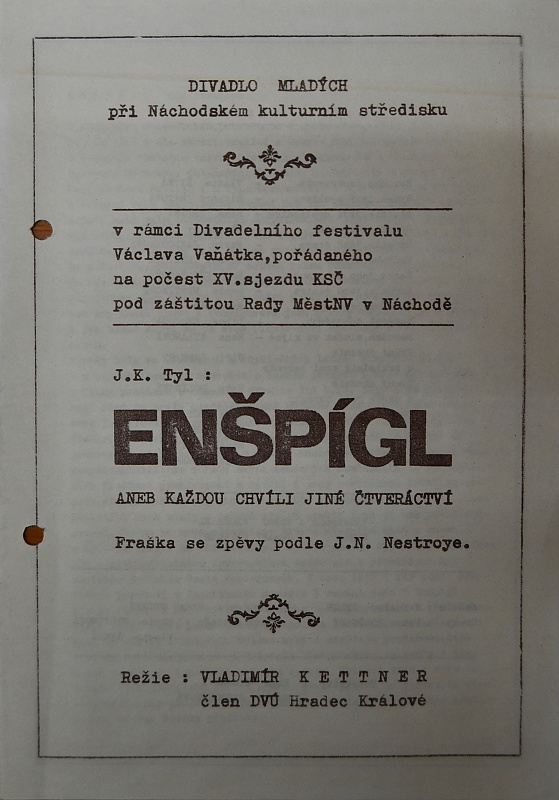 DIVADLO MLADÝCH
při Náchodském kulturním středisku
v rámci Divadelního festivalu
Václava Vaňátka,pořádaného
na počest XV.sjezdu KSČ
pod záštitou Rady MěstNV v Náchodě
J.K. Tyl :
ENŠPÍGL
ANEB KAŽDOU CHVÍLI JINÉ ČTVERÁCTVÍ
Fraška se zpěvy podle J.N. Nestroye.
Režie : VLADIMÍR K E T T N E R
člen DVÚ Hradec Králové